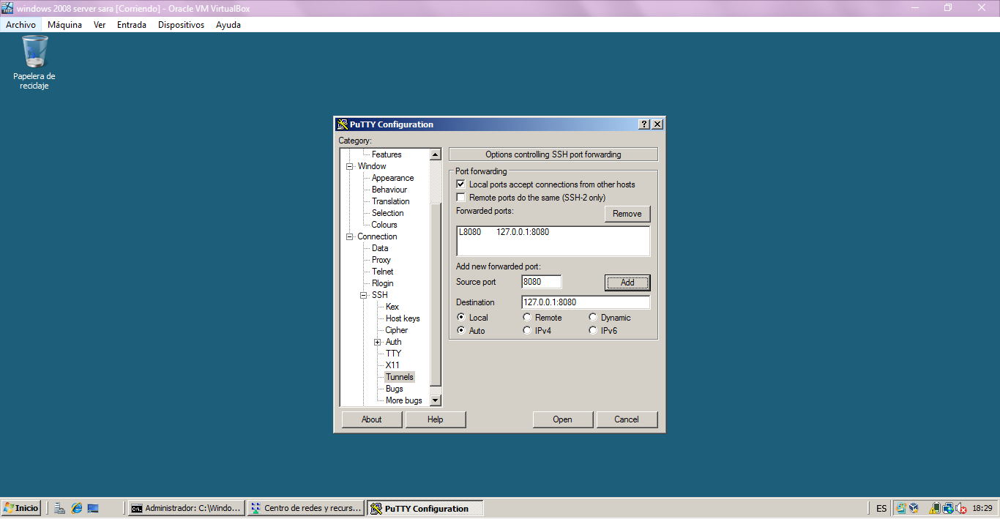 windows 2008 server sara [Corriendo] - Oracle VM VirtualBox
Archivo Máquina Ver Entrada Dispositivos Ayuda
Papelera de
reciclaje
PuTTY Configuration
Category:
Features
Window
Appearance
Behaviour
Translation
Selection
Colours
Connection
Data
Proxy
Telnet
Rlogin
SSH
Kex
Host keys
Cipher
Auth
TTY
X11
Tunnels
Bugs
More bugs
Options controlling SSH port forwarding
Port forwarding
Local ports accept connections from other hosts
Remote ports do the same (SSH-2 only)
Forwarded ports:
Remove
L8080 127.0.0.1:8080
Add new forwarded port:
Source port 8080 Add
Destination 127.0.0.1:8080
Local Remote Dynamic
Auto IPv4 IPv6
About Help Open Cancel
Inicio Administrador: C:\Windo... Centro de redes y recurs... PuTTY Configuration ES 18:29